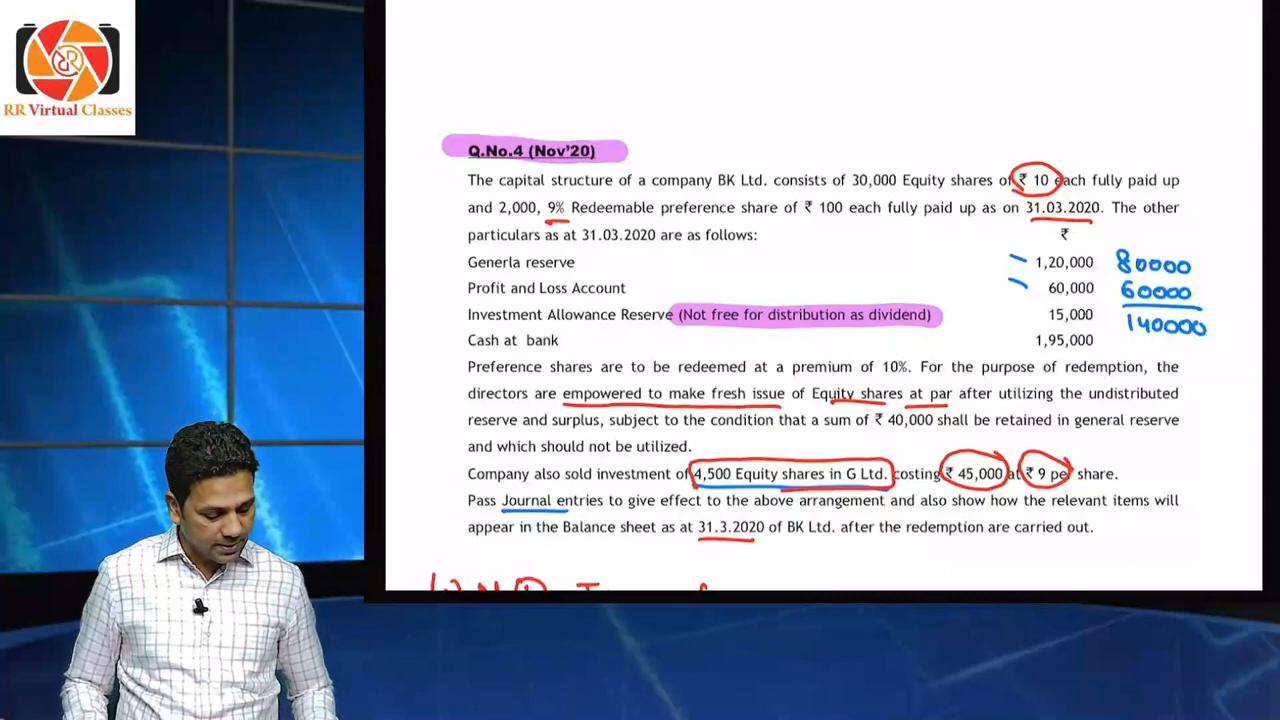 RR Virtual Classes
Q.No.4 (Nov'20)
The capital structure of a company BK Ltd. consists of 30,000 Equity shares of ₹ 10 each fully paid up
and 2,000, 9% Redeemable preference share of ₹ 100 each fully paid up as on 31.03.2020. The other
particulars as at 31.03.2020 are as follows: ₹
Generla reserve 1,20,000 80000
Profit and Loss Account 60,000 60000
Investment Allowance Reserve (Not free for distribution as dividend) 15,000 140000
Cash at bank 1,95,000
Preference shares are to be redeemed at a premium of 10%. For the purpose of redemption, the
directors are empowered to make fresh issue of Equity shares at par after utilizing the undistributed
reserve and surplus, subject to the condition that a sum of ₹ 40,000 shall be retained in general reserve
and which should not be utilized.
Company also sold investment of 4,500 Equity shares in G Ltd. costing ₹ 45,000 at ₹ 9 per share.
Pass Journal entries to give effect to the above arrangement and also show how the relevant items will
appear in the Balance sheet as at 31.3.2020 of BK Ltd. after the redemption are carried out.